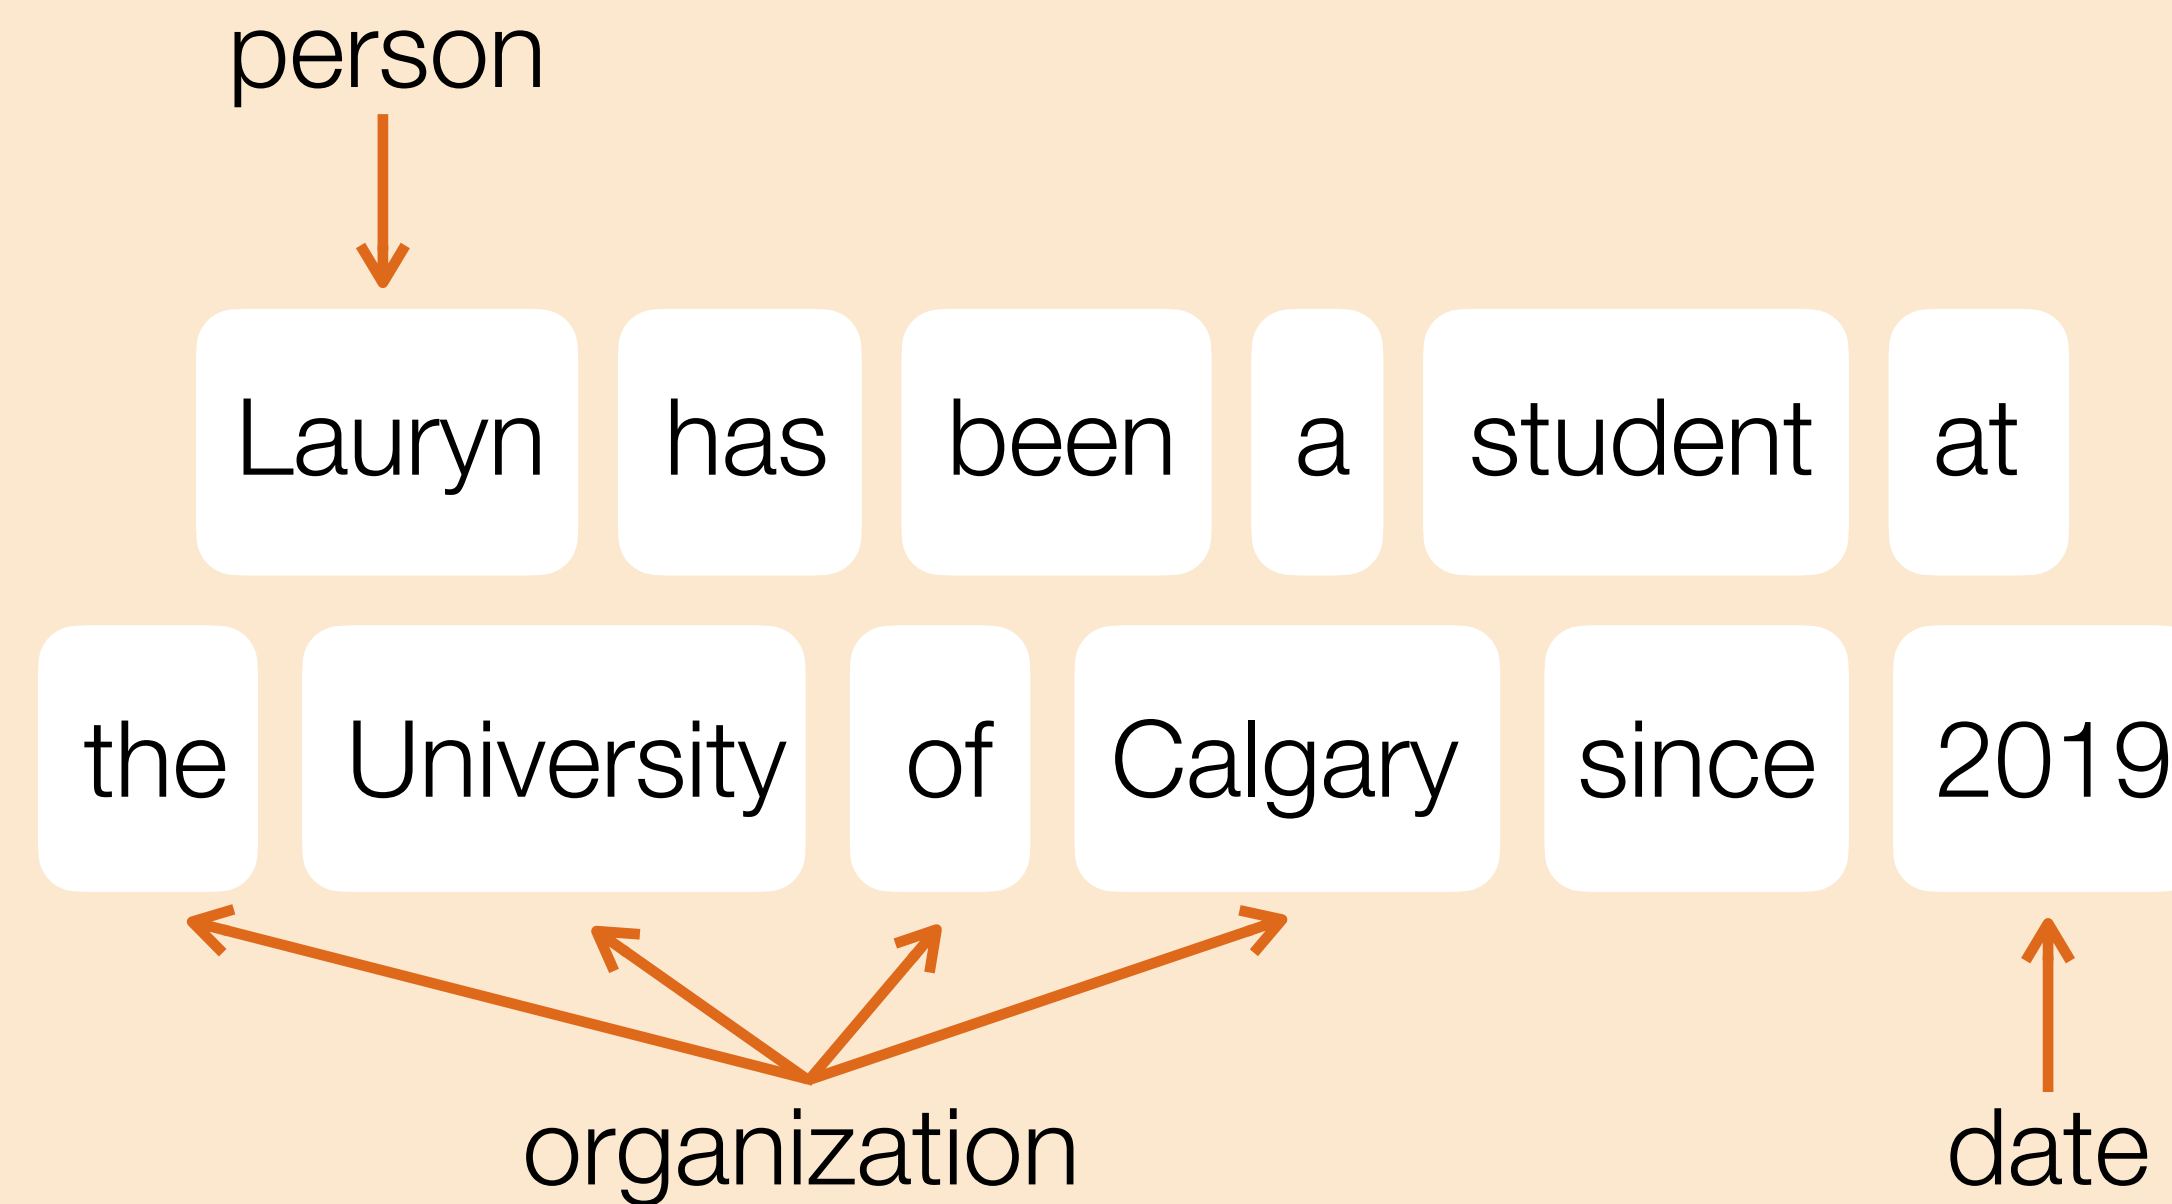 person
Lauryn has been a student at
the University of Calgary since 2019
organization date